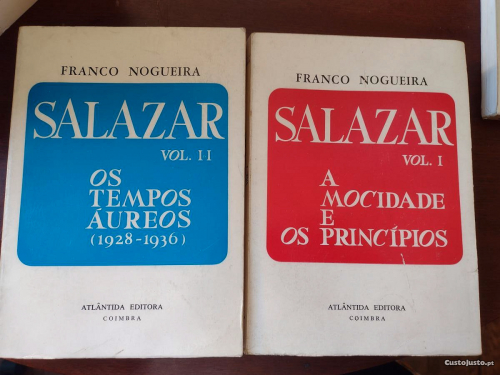 FRANCO NOGUEIRA
SALAZAR
VOL. II
OS
TEMPOS
ÁUREOS
(1928-1936)
ATLÂNTIDA EDITORA
COIMBRA
FRANCO NOGUEIRA
SALAZAR
VOL. I
A
MOCIDADE
E
OS PRINCÍPIOS
ATLÂNTIDA EDITORA
COIMBRA
CustoJusto.pt